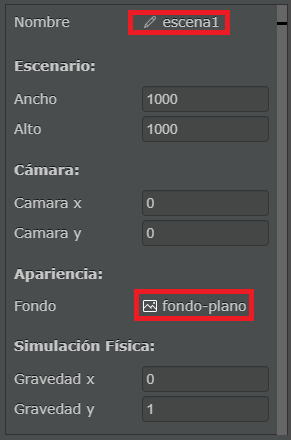 Nombre escena1
Escenario:
Ancho 1000
Alto 1000
Cámara:
Camara x 0
Camara y 0
Apariencia:
Fondo fondo-plano
Simulación Física:
Gravedad x 0
Gravedad y 1